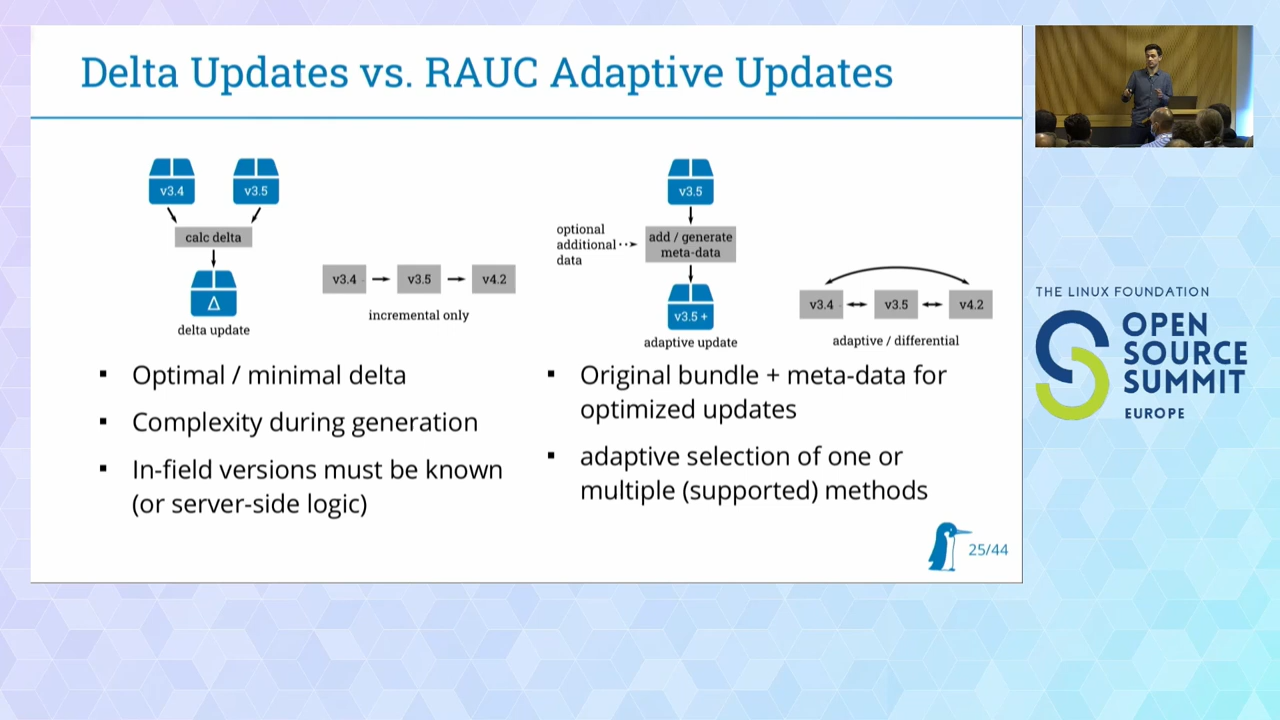 Delta Updates vs. RAUC Adaptive Updates
v3.4
v3.5
calc delta
Δ
delta update
v3.4
v3.5
v4.2
incremental only
Optimal / minimal delta
Complexity during generation
In-field versions must be known
(or server-side logic)
v3.5
optional
additional
data
add / generate
meta-data
v3.5 +
adaptive update
v3.4
v3.5
v4.2
adaptive / differential
Original bundle + meta-data for
optimized updates
adaptive selection of one or
multiple (supported) methods
25/44
THE LINUX FOUNDATION
OPEN
SOURCE
SUMMIT
EUROPE